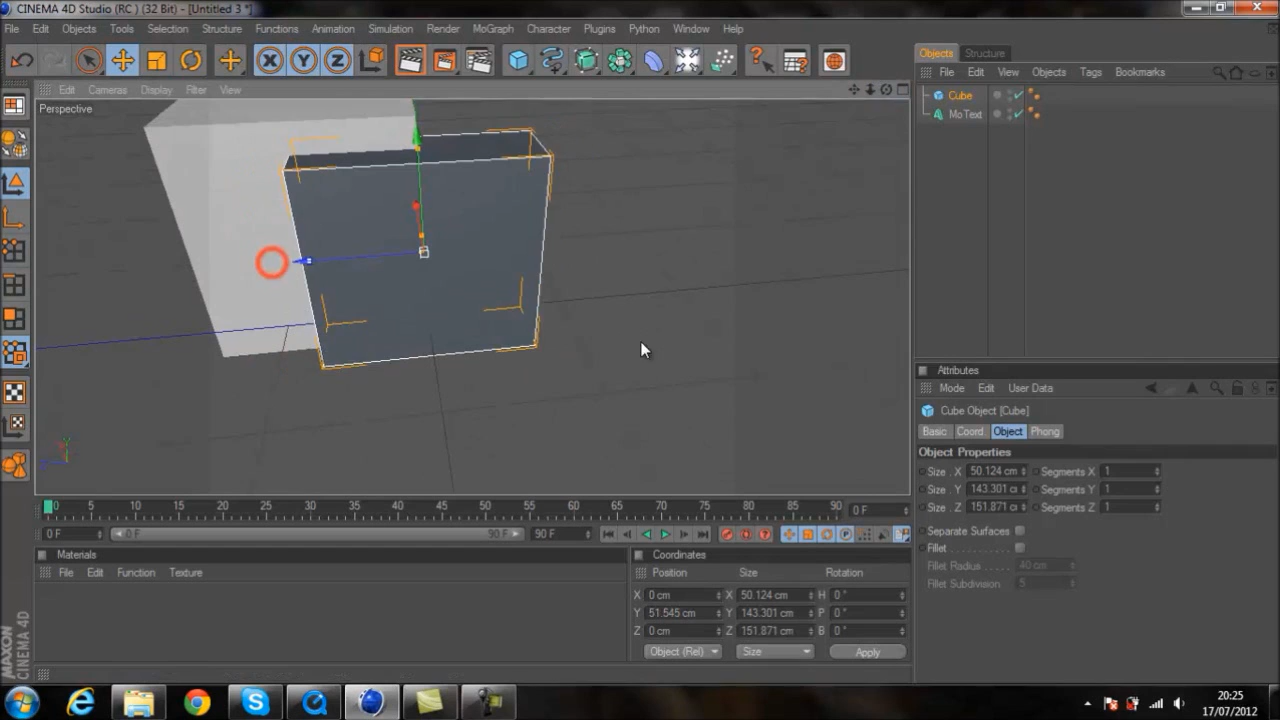 CINEMA 4D Studio (RC) (32 Bit) - [Untitled 3 *]
File Edit Objects Tools Selection Structure Functions Animation Simulation Render MoGraph Character Plugins Python Window Help
Edit Cameras Display Filter View
Perspective
Objects Structure
File Edit View Objects Tags Bookmarks
Cube
MoText
Attributes
Mode Edit User Data
Cube Object [Cube]
Basic Coord Object Phong
Object Properties
Size . X 50.124 cm Segments X 1
Size . Y 143.301 c Segments Y 1
Size . Z 151.871 c Segments Z 1
Separate Surfaces
Fillet
Fillet Radius 40 cm
Fillet Subdivision 5
0 5 10 15 20 25 30 35 40 45 50 55 60 65 70 75 80 85 90 0 F
0 F 0 F 90 F 90 F
Materials
File Edit Function Texture
Coordinates
Position Size Rotation
X 0 cm X 50.124 cm H 0 °
Y 51.545 cm Y 143.301 cm P 0 °
Z 0 cm Z 151.871 cm B 0 °
Object (Rel) Size Apply
MAXON
CINEMA 4D
20:25
17/07/2012